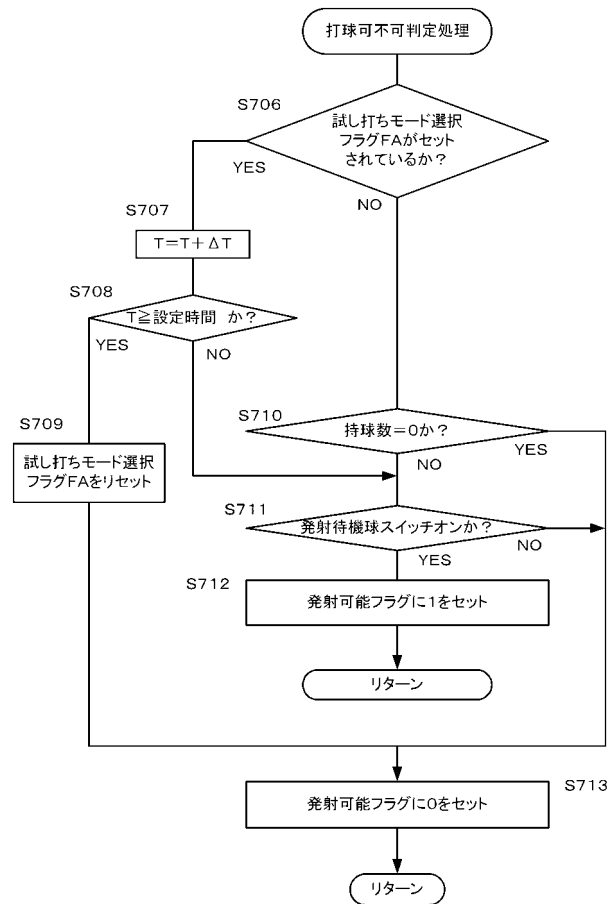 打球可不可判定処理
S706
試し打ちモード選択
フラグFAがセット
されているか？
YES
NO
S707
T＝T＋ΔT
S708
T≧設定時間 か？
YES
NO
S709
試し打ちモード選択
フラグFAをリセット
S710
持球数＝0か？
YES
NO
S711
発射待機球スイッチオンか？
NO
YES
S712
発射可能フラグに1をセット
リターン
S713
発射可能フラグに0をセット
リターン